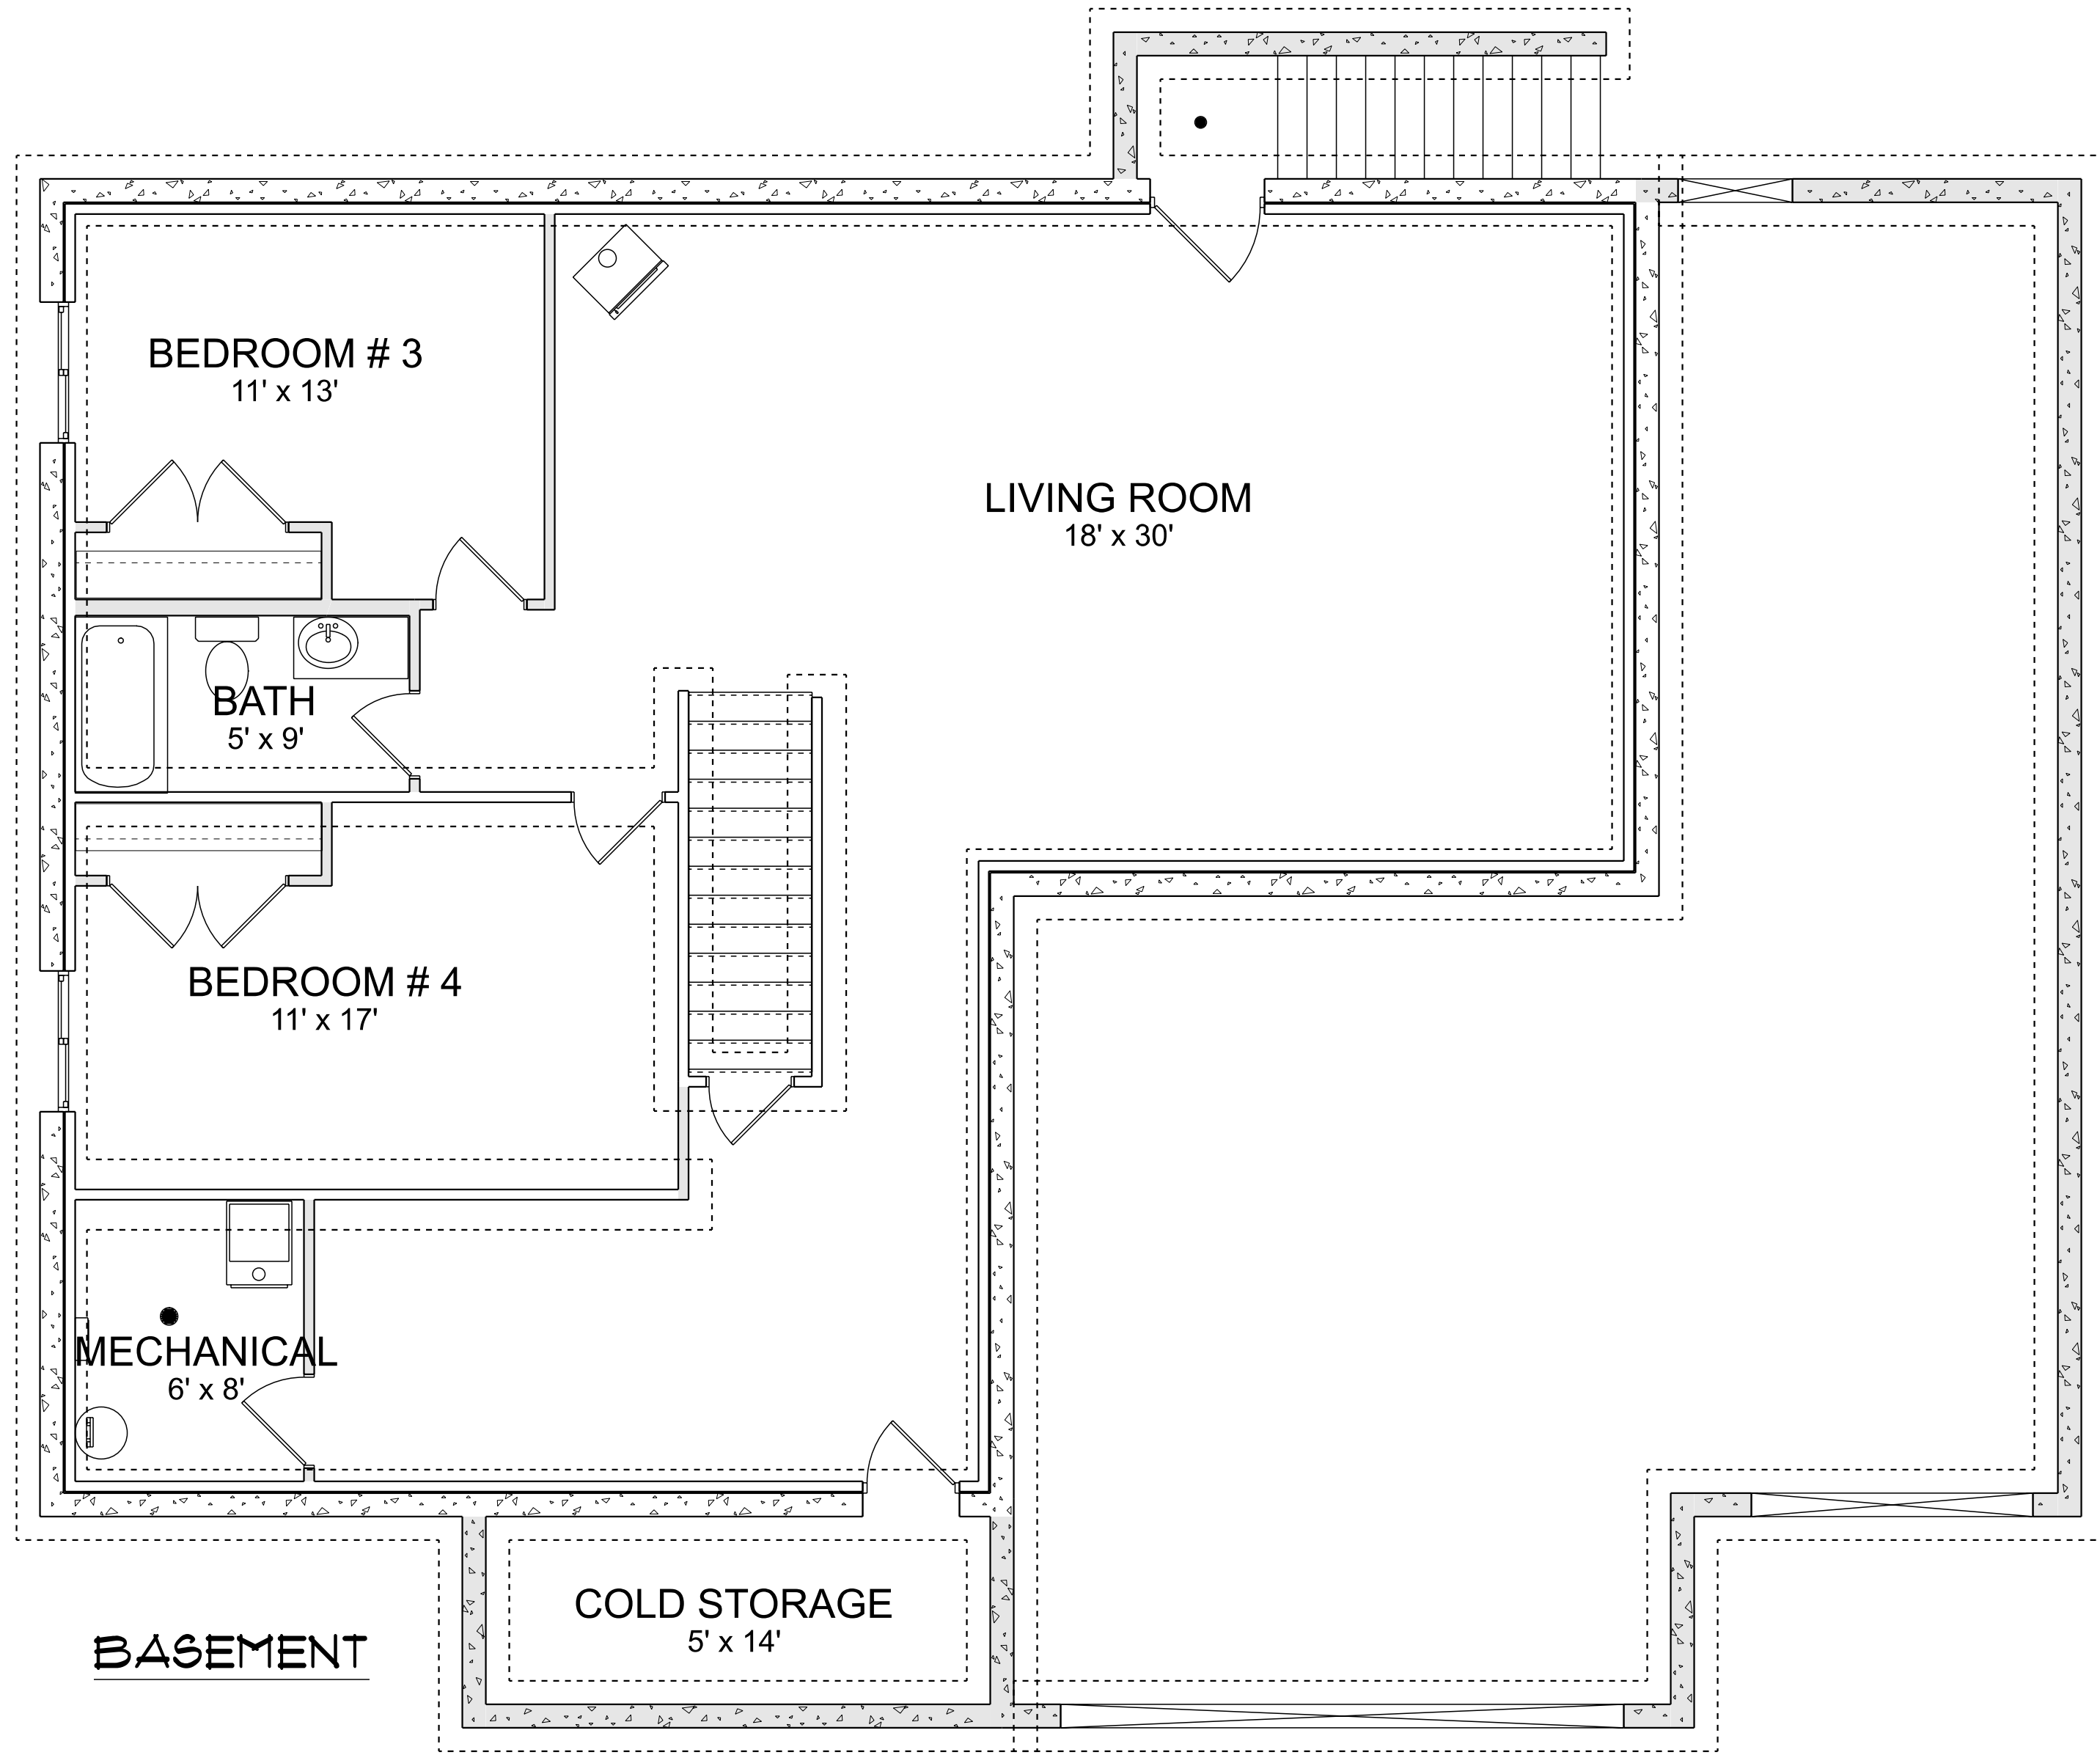 BEDROOM # 3
11' x 13'
LIVING ROOM
18' x 30'
BATH
5' x 9'
BEDROOM # 4
11' x 17'
MECHANICAL
6' x 8'
COLD STORAGE
5' x 14'
BASEMENT